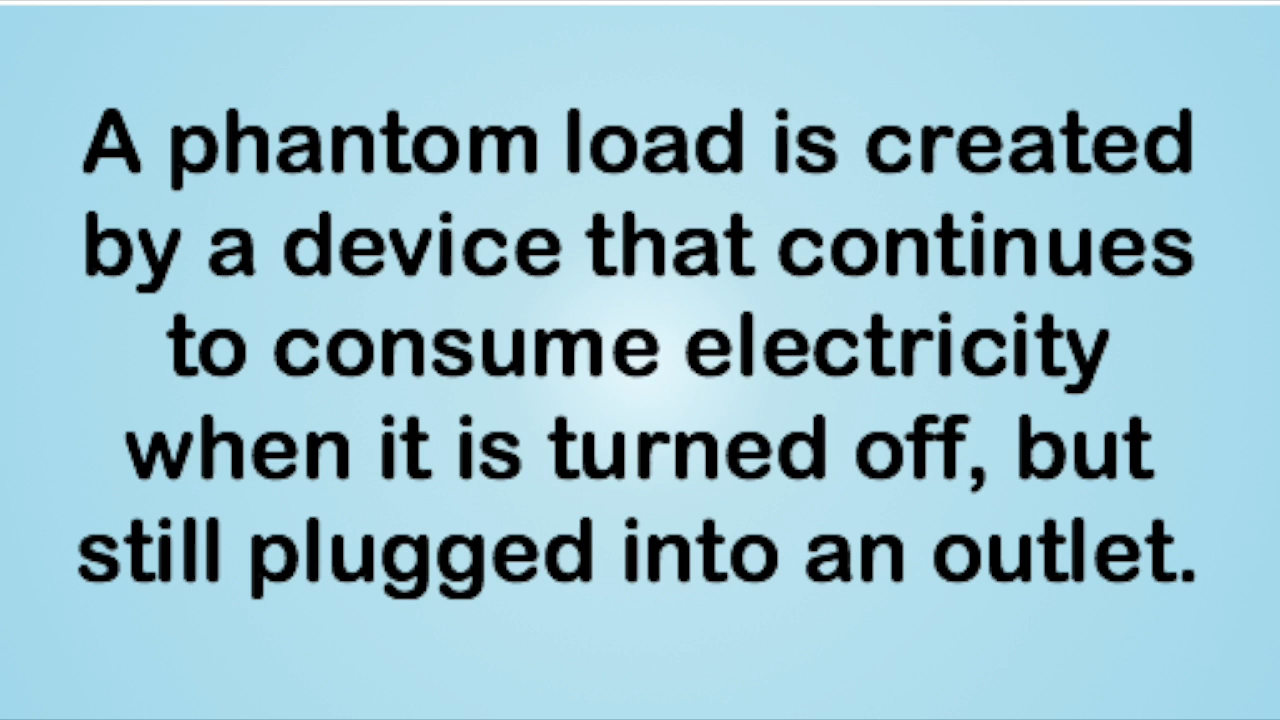 A phantom load is created
by a device that continues
to consume electricity
when it is turned off, but
still plugged into an outlet.